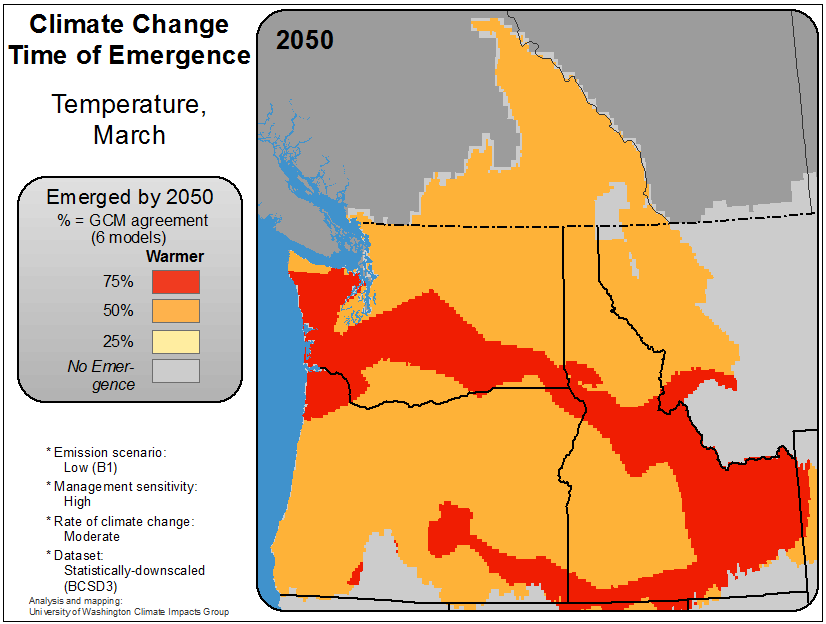 Climate Change
Time of Emergence
Temperature,
March
Emerged by 2050
% = GCM agreement
(6 models)
Warmer
75%
50%
25%
No Emer-
gence
* Emission scenario:
Low (B1)
* Management sensitivity:
High
* Rate of climate change:
Moderate
* Dataset:
Statistically-downscaled
(BCSD3)
Analysis and mapping:
University of Washington Climate Impacts Group
2050